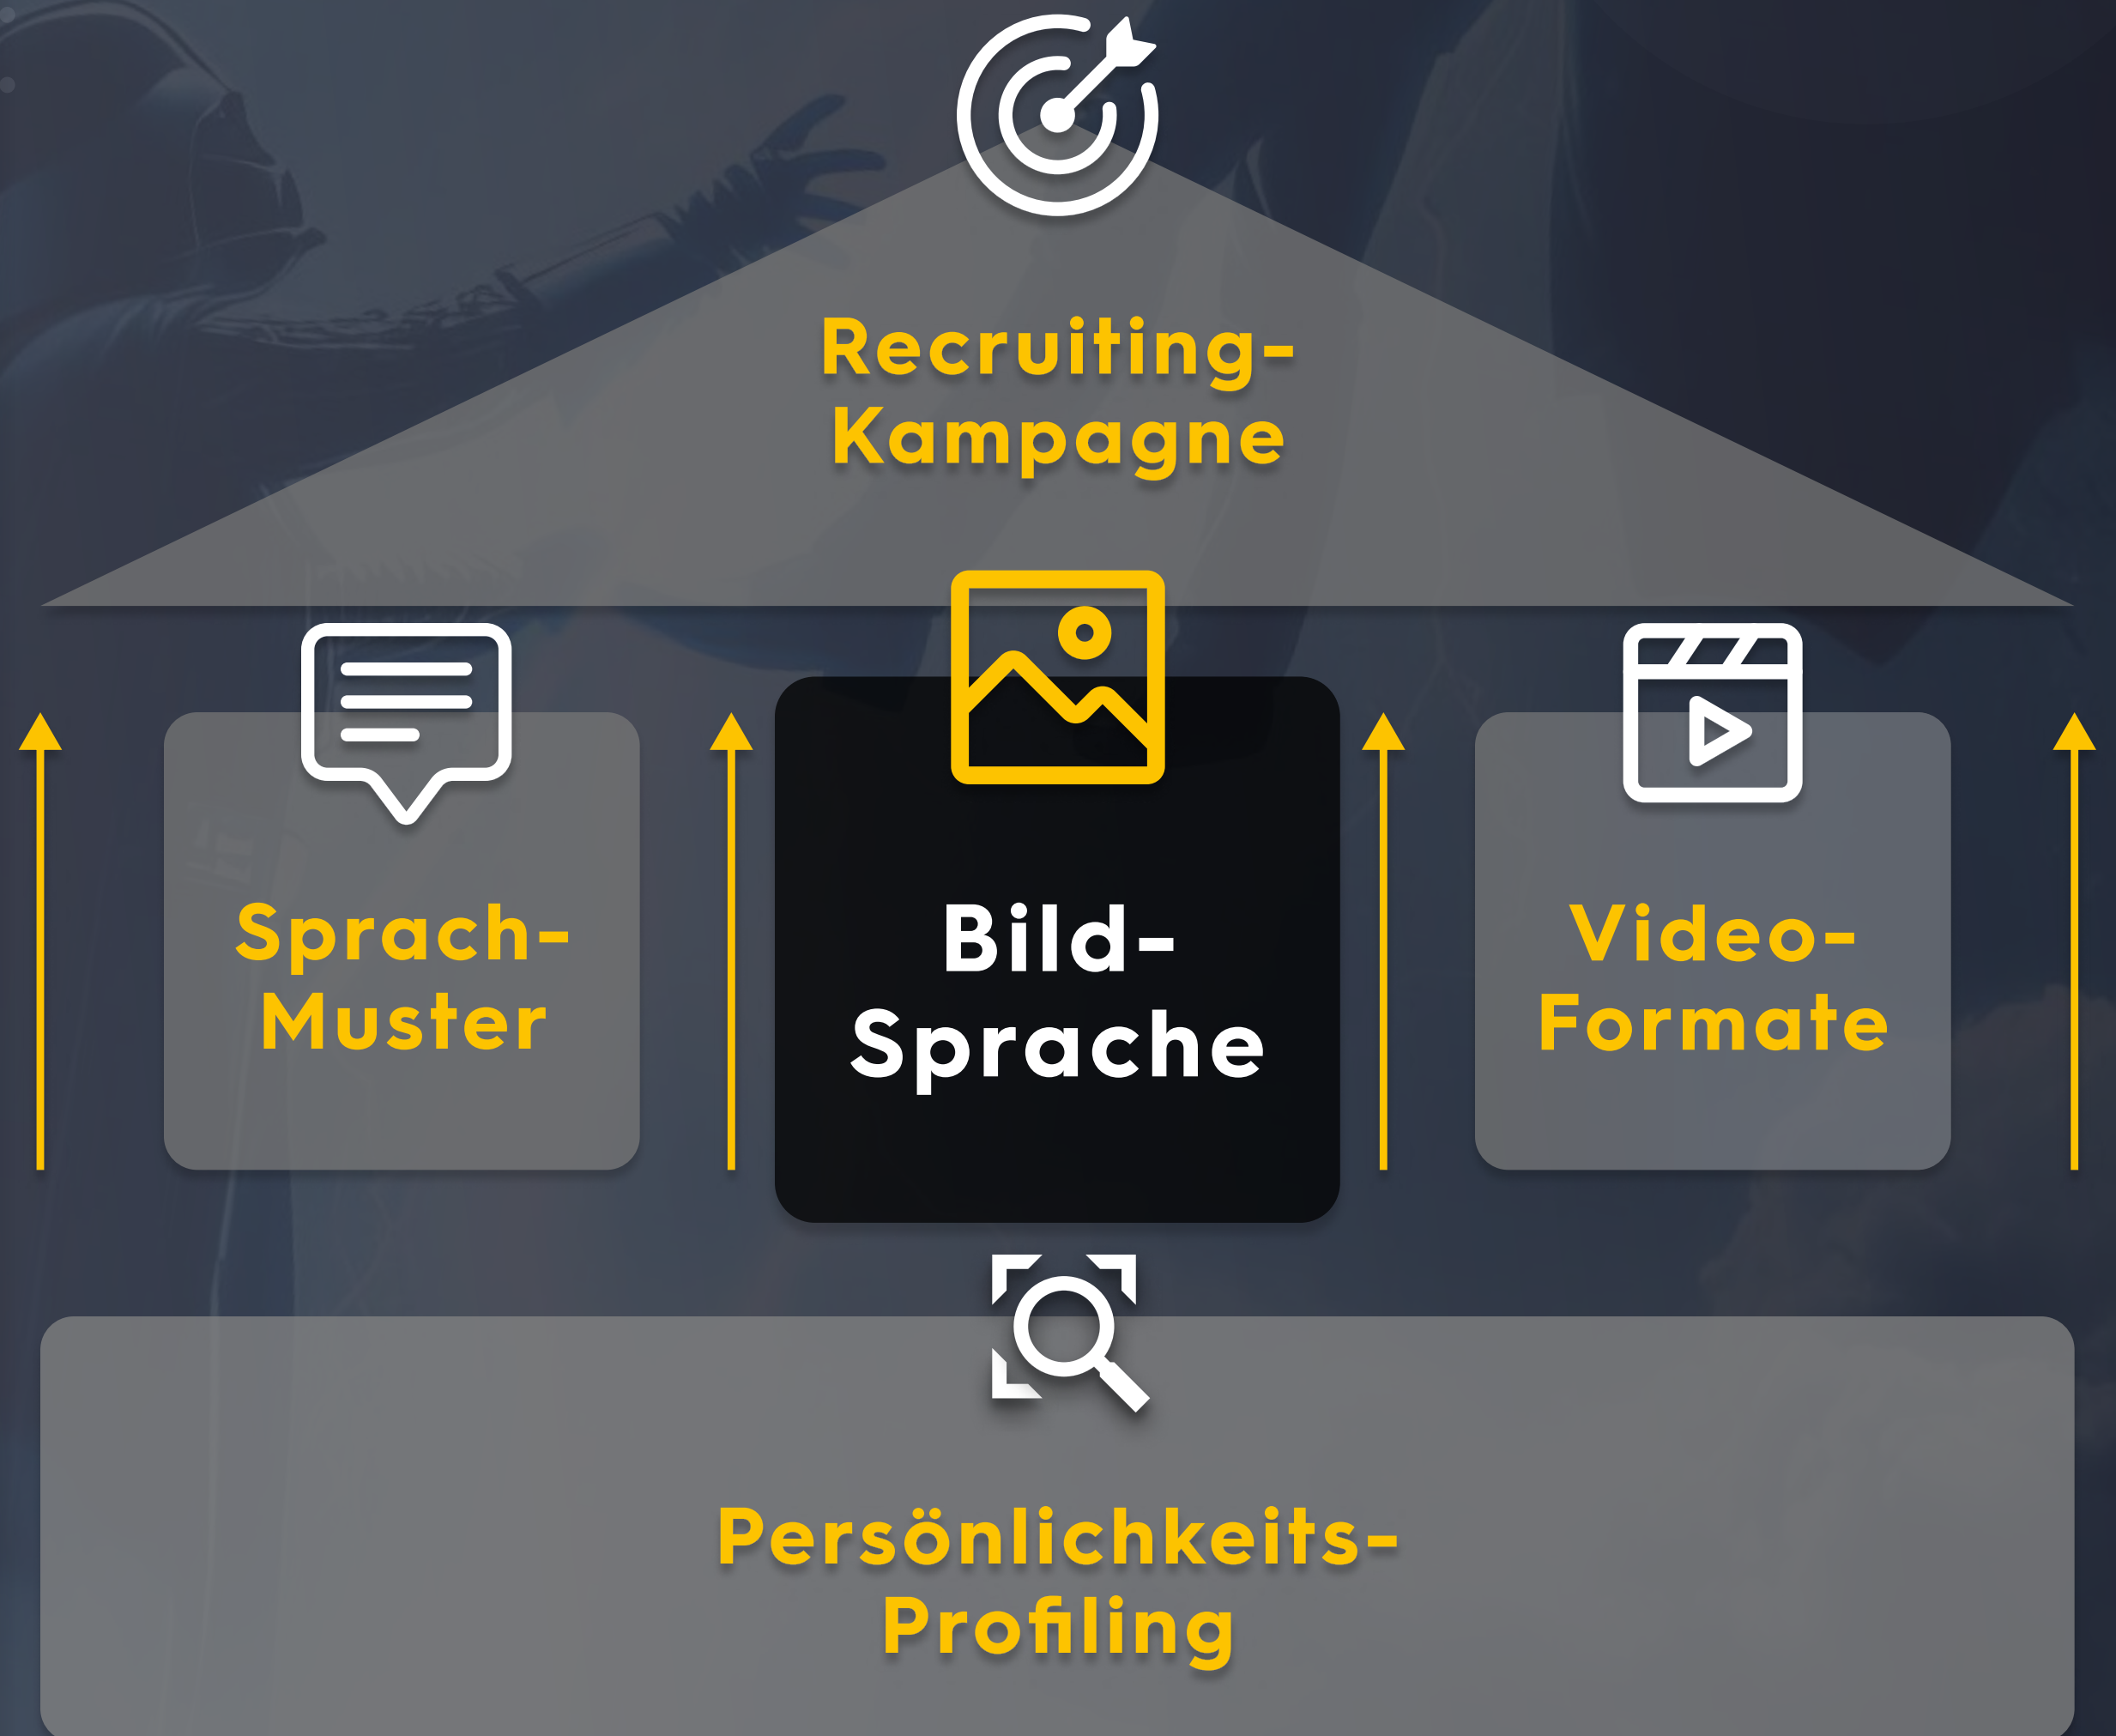 Recruiting-
Kampagne
Sprach-
Muster
Bild-
Sprache
Video-
Formate
Persönlichkeits-
Profiling